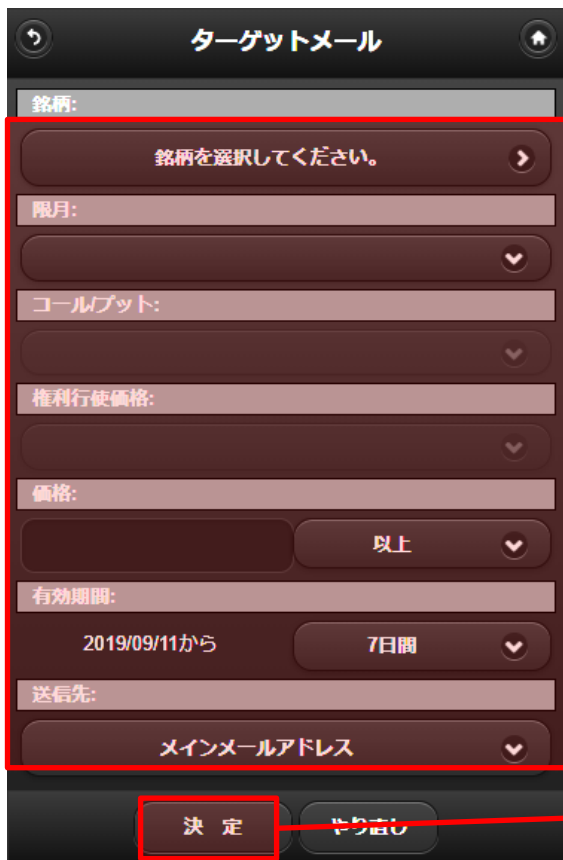 ターゲットメール
銘柄:
銘柄を選択してください。
限月:
コール/プット:
権利行使価格:
価格:
以上
有効期間:
2019/09/11から
7日間
送信先:
メインメールアドレス
決 定
やり直し